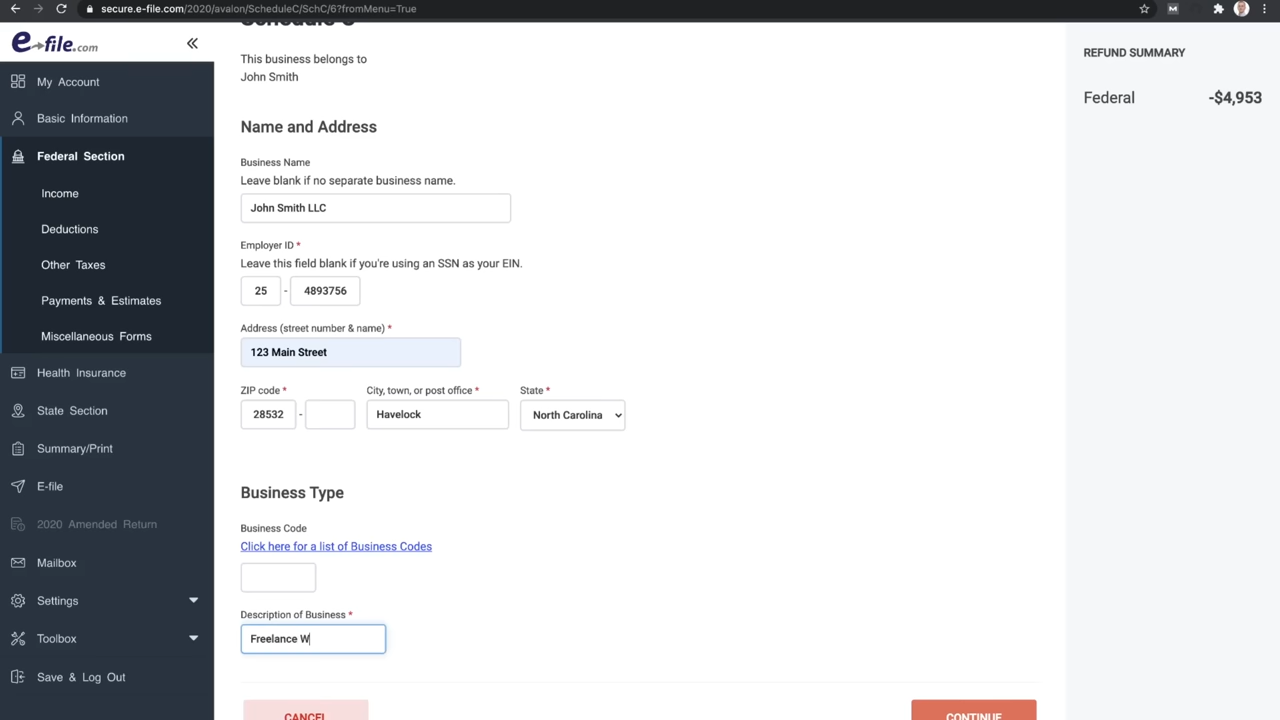 secure.e-file.com/2020/avalon/ScheduleC/SchC/6?fromMenu=True
e-file.com
My Account
Basic Information
Federal Section
Income
Deductions
Other Taxes
Payments & Estimates
Miscellaneous Forms
Health Insurance
State Section
Summary/Print
E-file
2020 Amended Return
Mailbox
Settings
Toolbox
Save & Log Out
Schedule C
This business belongs to
John Smith
Name and Address
Business Name
Leave blank if no separate business name.
John Smith LLC
Employer ID *
Leave this field blank if you're using an SSN as your EIN.
25 - 4893756
Address (street number & name) *
123 Main Street
ZIP code * City, town, or post office * State *
28532 - Havelock North Carolina
Business Type
Business Code
Click here for a list of Business Codes
Description of Business *
Freelance W
CANCEL CONTINUE
REFUND SUMMARY
Federal -$4,953